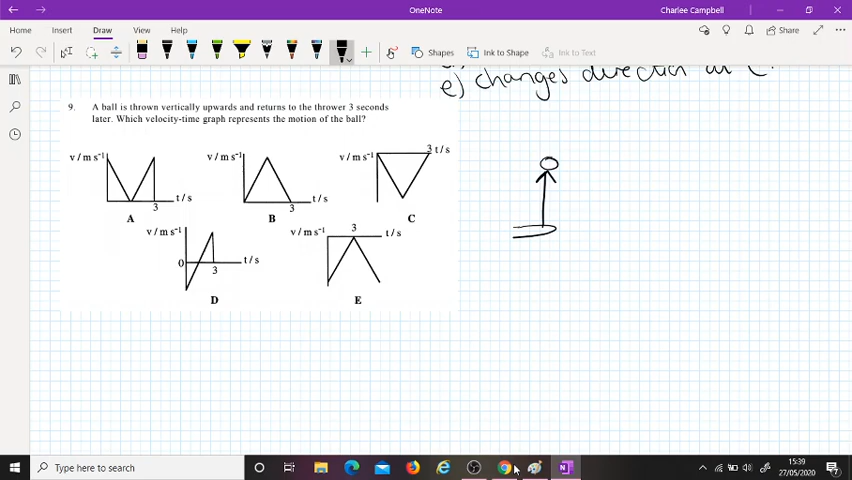 OneNote
Charlee Campbell
Home Insert Draw View Help Share
Shapes Ink to Shape Ink to Text
e) changes direction at C.
9. A ball is thrown vertically upwards and returns to the thrower 3 seconds
later. Which velocity-time graph represents the motion of the ball?
v / m s⁻¹ v / m s⁻¹ v / m s⁻¹ 3 t / s
t / s t / s
3 3
A B C
v / m s⁻¹ v / m s⁻¹ 3
0 t / s t / s
3
D E
Type here to search
15:39
27/05/2020
7